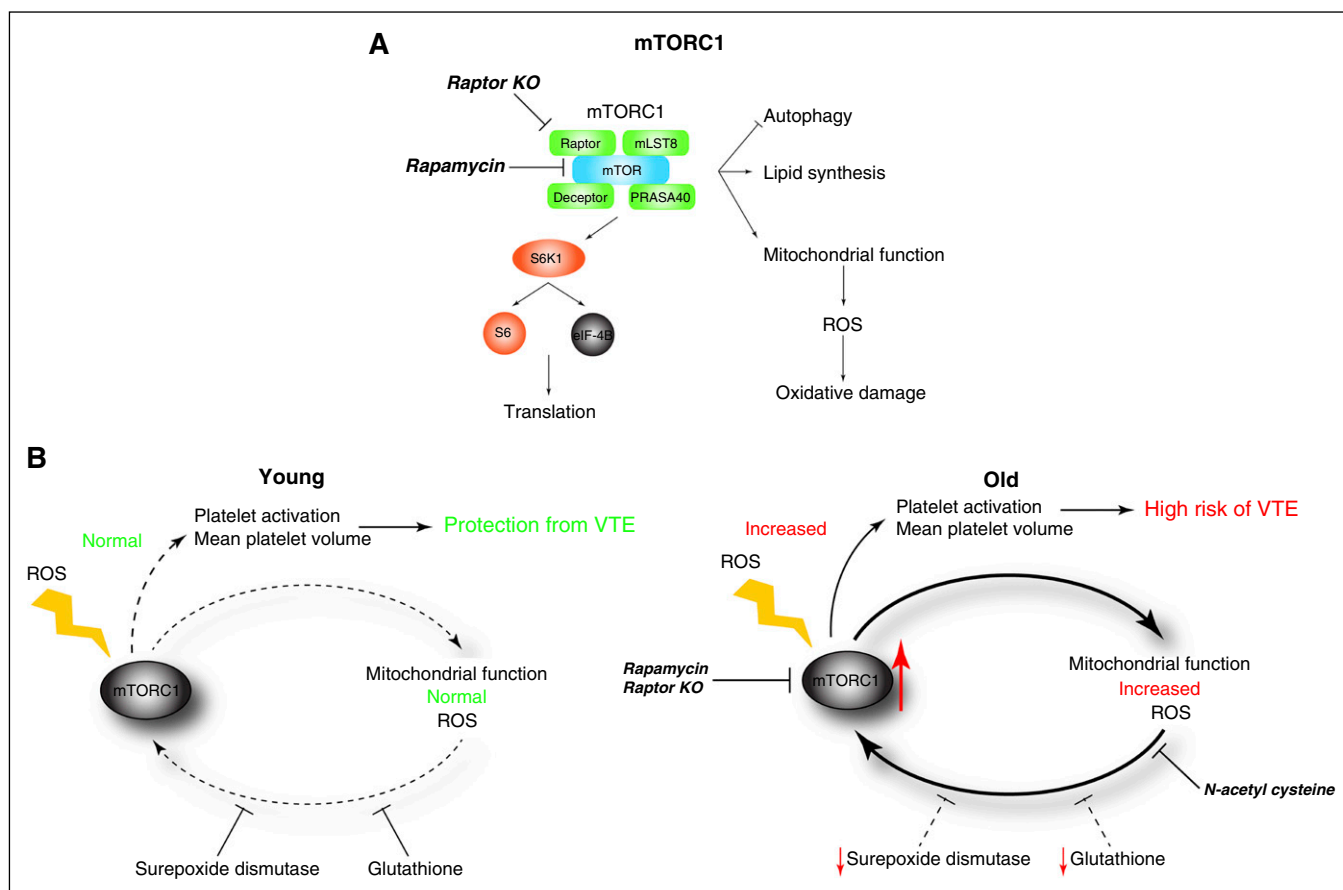 A
mTORC1
Raptor KO
mTORC1
Raptor
mLST8
Rapamycin
mTOR
Deceptor
PRASA40
Autophagy
Lipid synthesis
Mitochondrial function
ROS
Oxidative damage
S6K1
S6
eIF-4B
Translation
B
Young
Normal
Platelet activation
Mean platelet volume
Protection from VTE
ROS
mTORC1
Mitochondrial function
Normal
ROS
Surepoxide dismutase
Glutathione
Old
Increased
Platelet activation
Mean platelet volume
High risk of VTE
ROS
Rapamycin
Raptor KO
mTORC1
Mitochondrial function
Increased
ROS
N-acetyl cysteine
Surepoxide dismutase
Glutathione